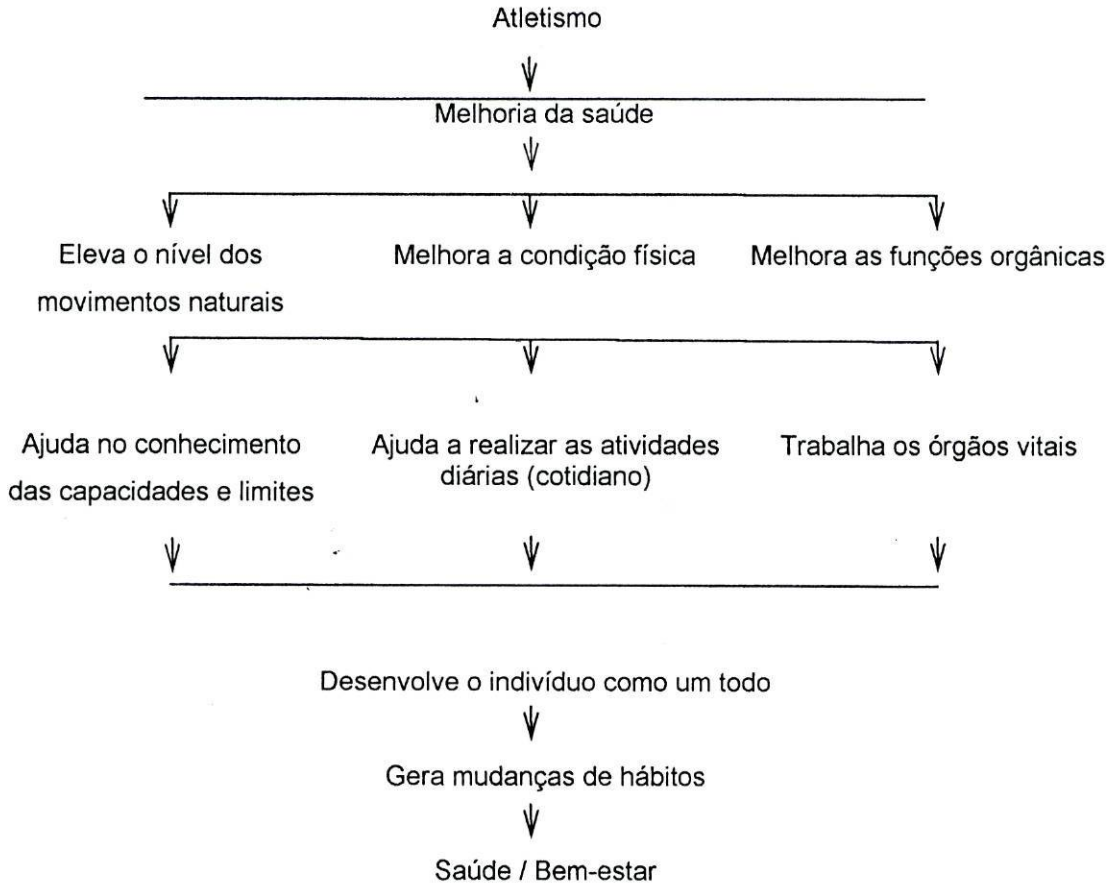 Atletismo
Melhoria da saúde
Eleva o nível dos
movimentos naturais
Melhora a condição física
Melhora as funções orgânicas
Ajuda no conhecimento
das capacidades e limites
Ajuda a realizar as atividades
diárias (cotidiano)
Trabalha os órgãos vitais
Desenvolve o indivíduo como um todo
Gera mudanças de hábitos
Saúde / Bem-estar